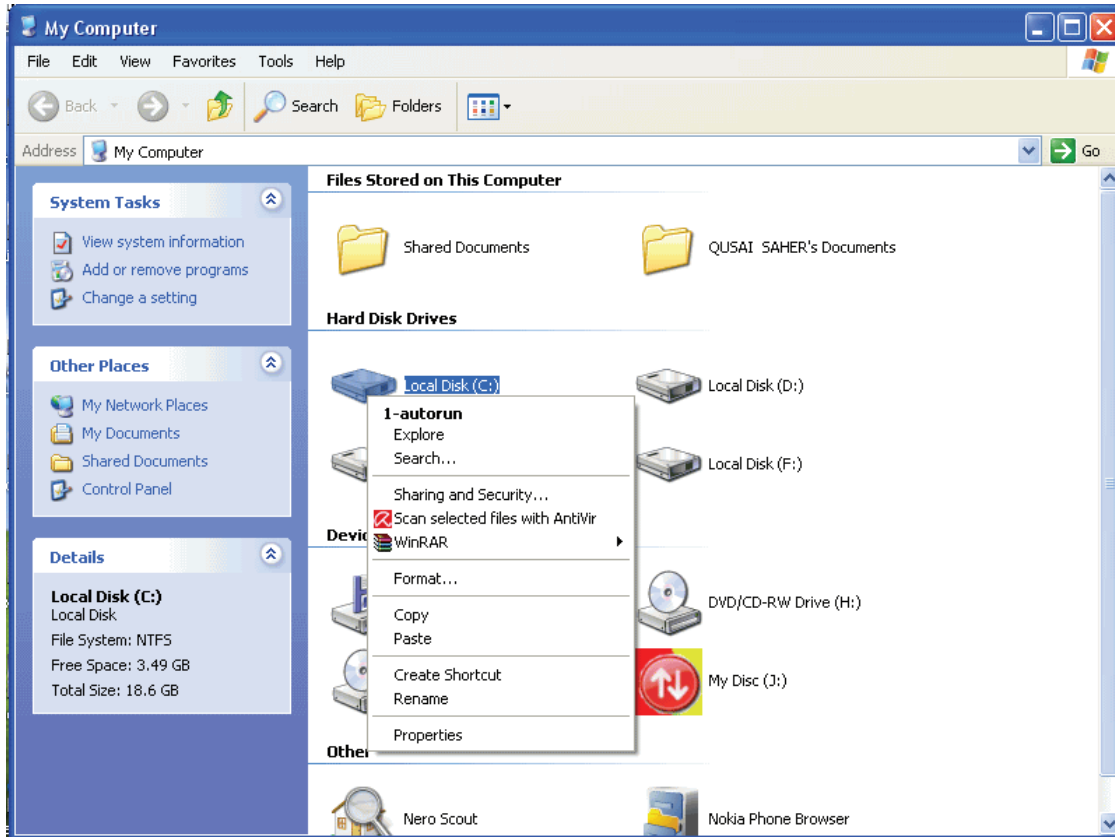 My Computer
File Edit View Favorites Tools Help
Back Search Folders
Address My Computer Go
System Tasks
View system information
Add or remove programs
Change a setting
Other Places
My Network Places
My Documents
Shared Documents
Control Panel
Details
Local Disk (C:)
Local Disk
File System: NTFS
Free Space: 3.49 GB
Total Size: 18.6 GB
Files Stored on This Computer
Shared Documents QUSAI SAHER's Documents
Hard Disk Drives
Local Disk (C:) Local Disk (D:)
Local Disk (F:)
1-autorun
Explore
Search...
Sharing and Security...
Scan selected files with AntiVir
WinRAR
Format...
Copy
Paste
Create Shortcut
Rename
Properties
DVD/CD-RW Drive (H:)
My Disc (J:)
Other
Nero Scout Nokia Phone Browser